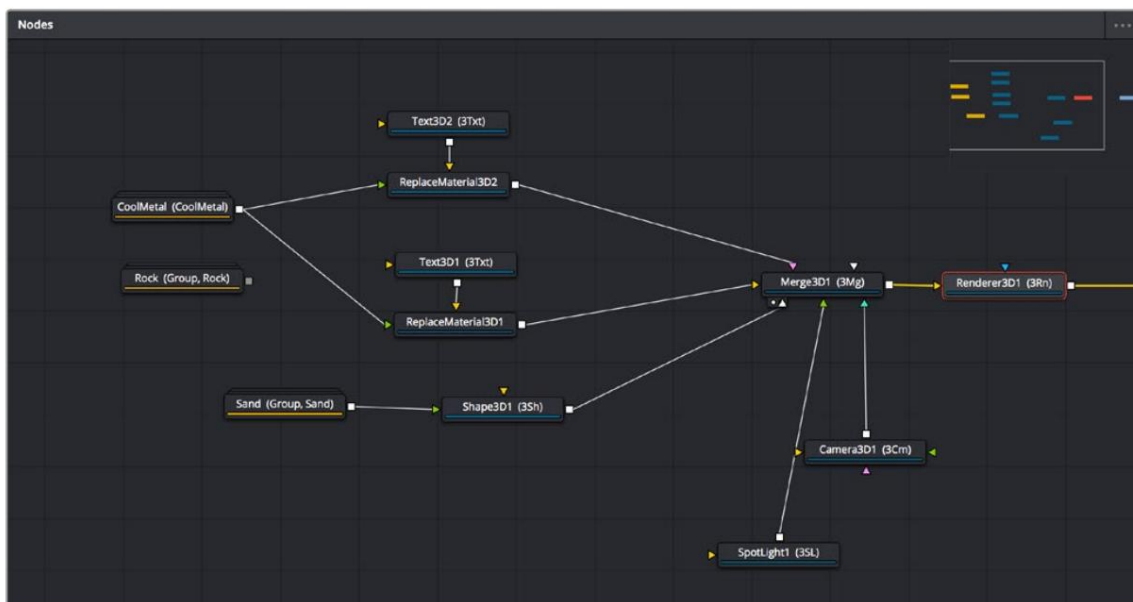 Nodes
Text3D2 (3Txt)
ReplaceMaterial3D2
CoolMetal (CoolMetal)
Text3D1 (3Txt)
Rock (Group, Rock)
Merge3D1 (3Mg)
Renderer3D1 (3Rn)
ReplaceMaterial3D1
Sand (Group, Sand)
Shape3D1 (3Sh)
Camera3D1 (3Cm)
SpotLight1 (3SL)